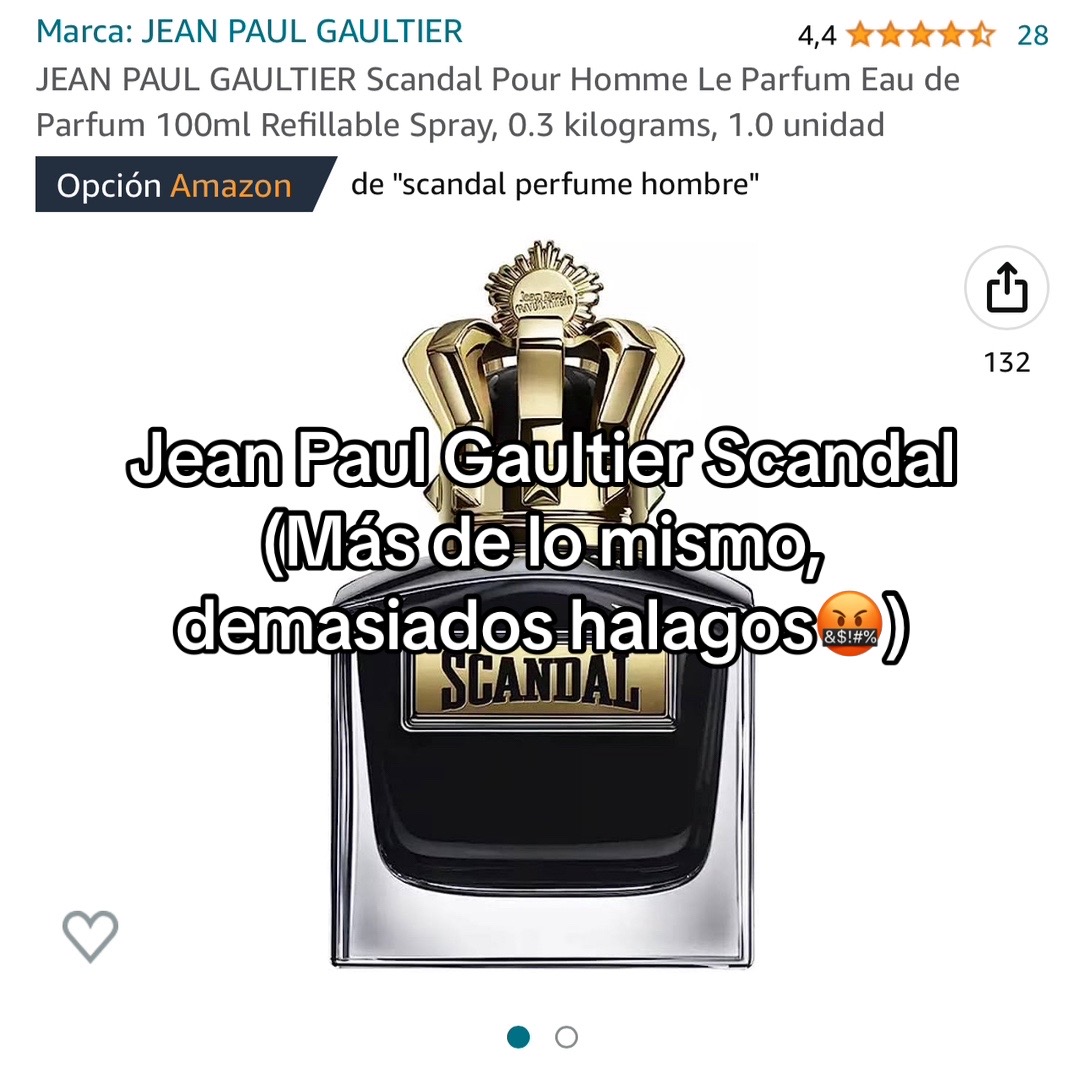 Marca: JEAN PAUL GAULTIER 4,4 28
JEAN PAUL GAULTIER Scandal Pour Homme Le Parfum Eau de
Parfum 100ml Refillable Spray, 0.3 kilograms, 1.0 unidad
Opción Amazon de "scandal perfume hombre"
Jean Paul
GAULTIER
132
Jean Paul Gaultier Scandal
(Más de lo mismo,
demasiados halagos🤬)
SCANDAL